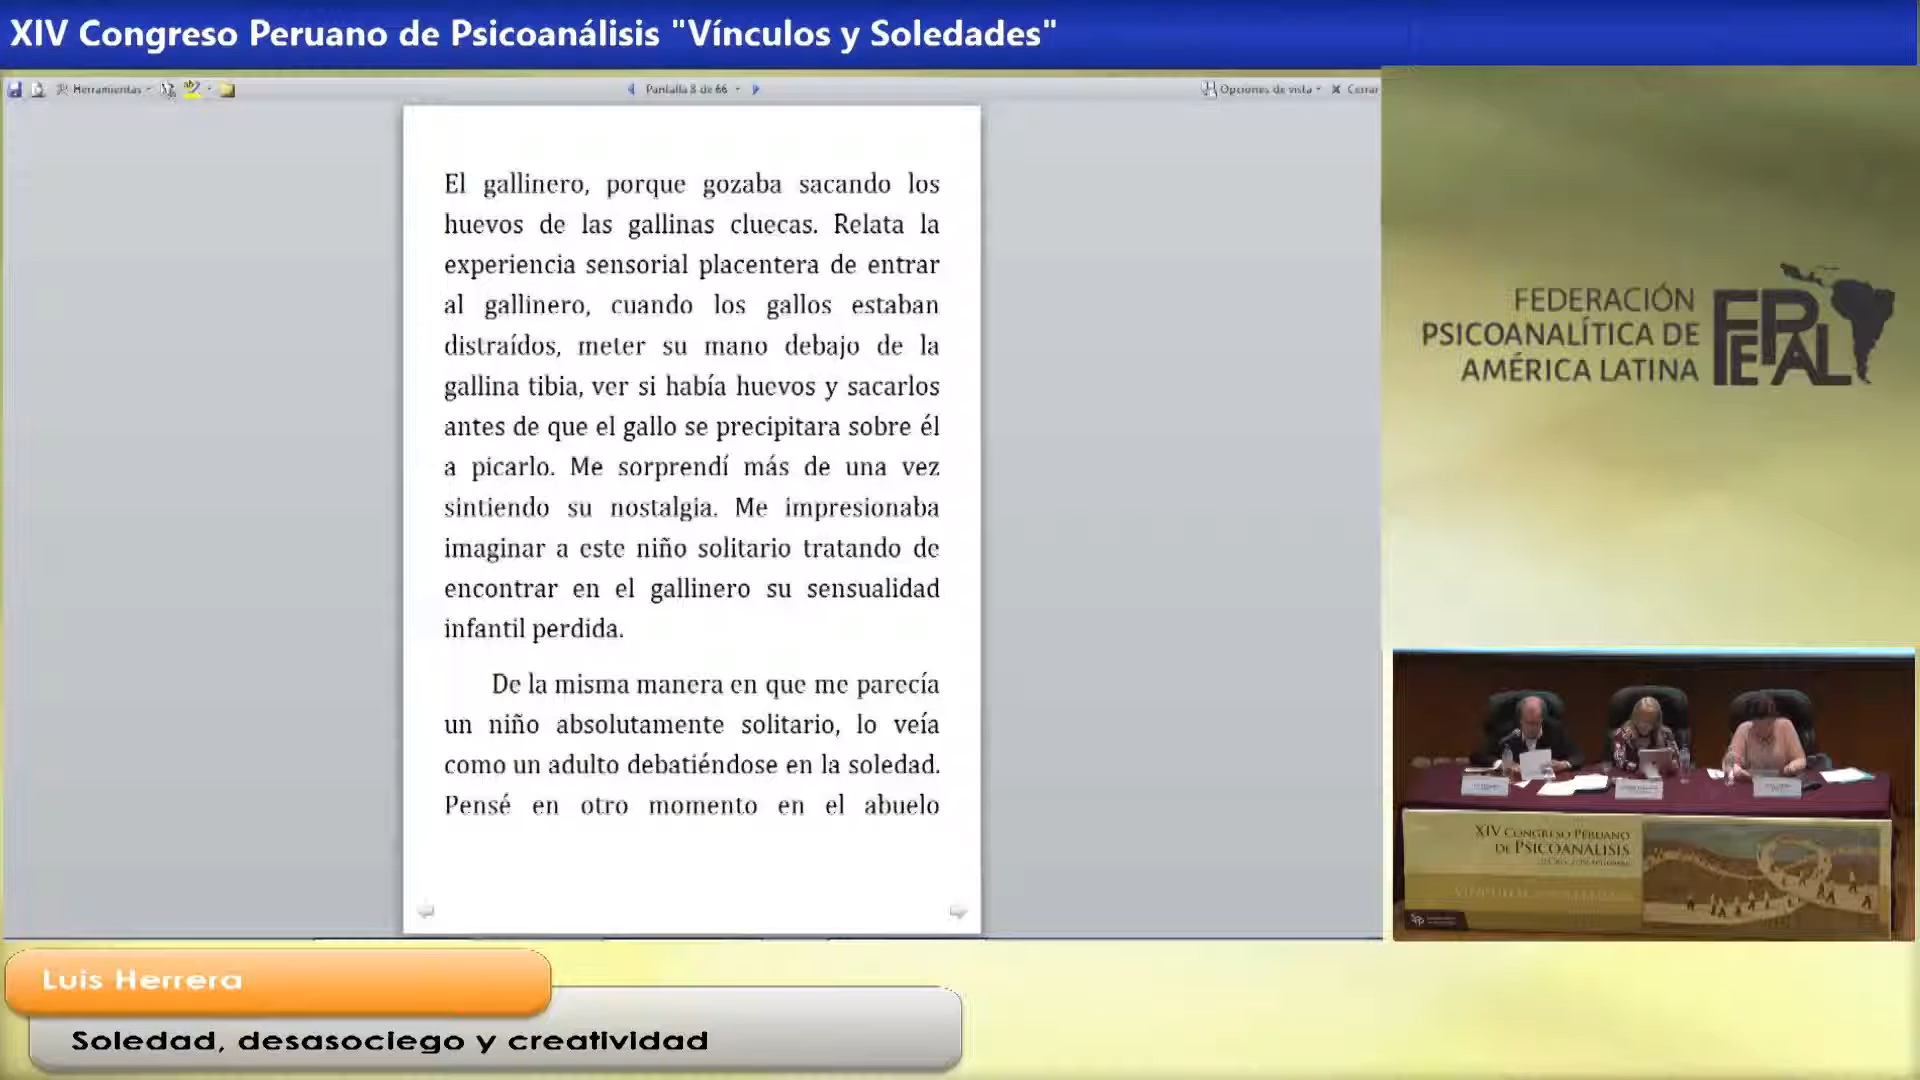 XIV Congreso Peruano de Psicoanálisis "Vínculos y Soledades"
Herramientas
Pantalla 8 de 66
Opciones de vista
Cerrar
El gallinero, porque gozaba sacando los
huevos de las gallinas cluecas. Relata la
experiencia sensorial placentera de entrar
al gallinero, cuando los gallos estaban
distraídos, meter su mano debajo de la
gallina tibia, ver si había huevos y sacarlos
antes de que el gallo se precipitara sobre él
a picarlo. Me sorprendí más de una vez
sintiendo su nostalgia. Me impresionaba
imaginar a este niño solitario tratando de
encontrar en el gallinero su sensualidad
infantil perdida.
De la misma manera en que me parecía
un niño absolutamente solitario, lo veía
como un adulto debatiéndose en la soledad.
Pensé en otro momento en el abuelo
FEDERACIÓN
PSICOANALÍTICA DE
AMÉRICA LATINA
FEPAL
XIV CONGRESO PERUANO
DE PSICOANÁLISIS
Luis Herrera
Soledad, desasociego y creatividad